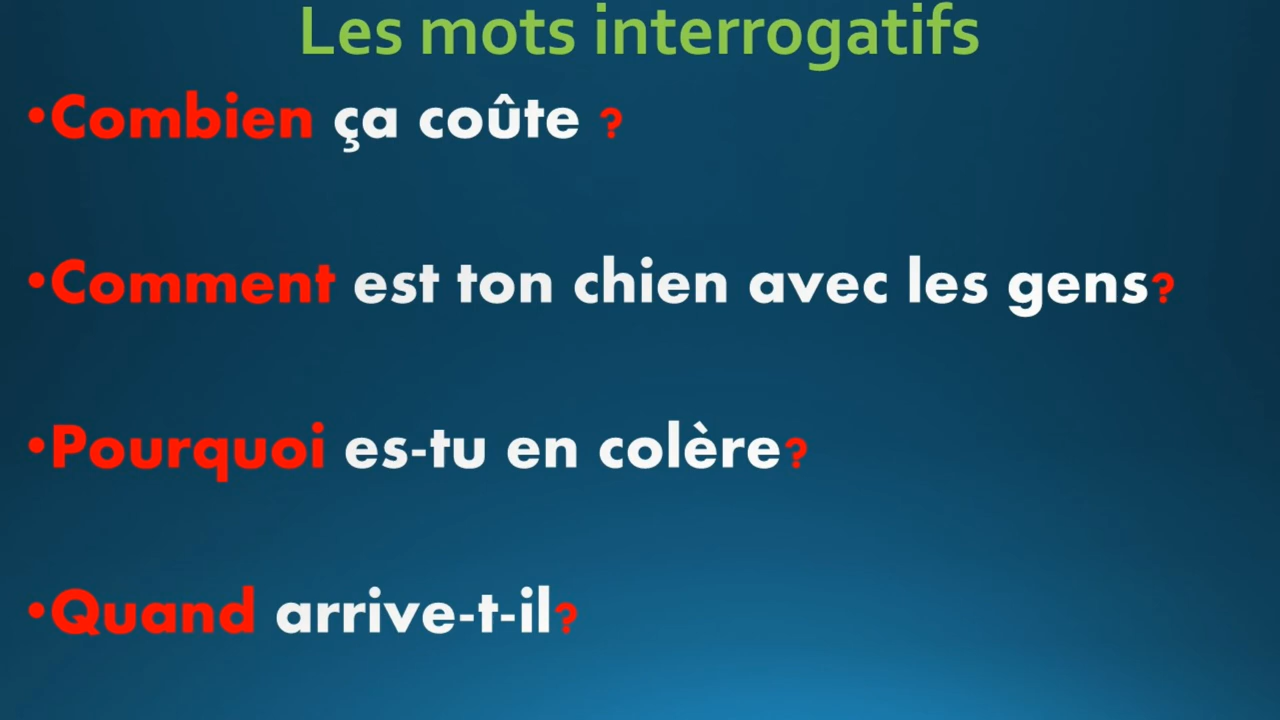 Les mots interrogatifs
•Combien ça coûte ?
•Comment est ton chien avec les gens?
•Pourquoi es-tu en colère?
•Quand arrive-t-il?